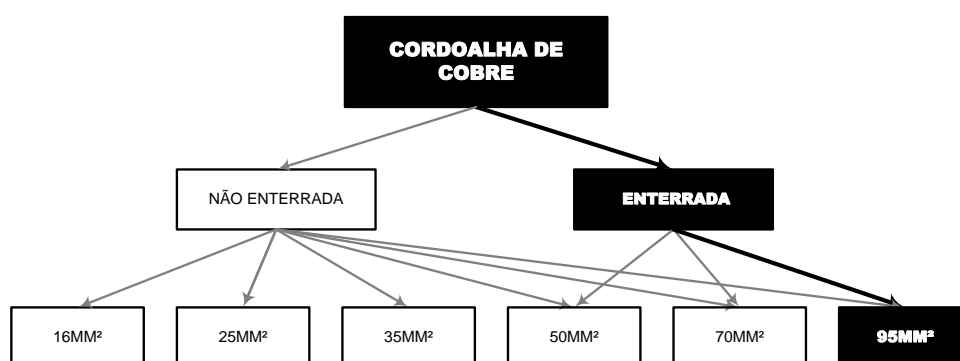 CORDOALHA DE
COBRE
NÃO ENTERRADA
ENTERRADA
16MM²
25MM²
35MM²
50MM²
70MM²
95MM²